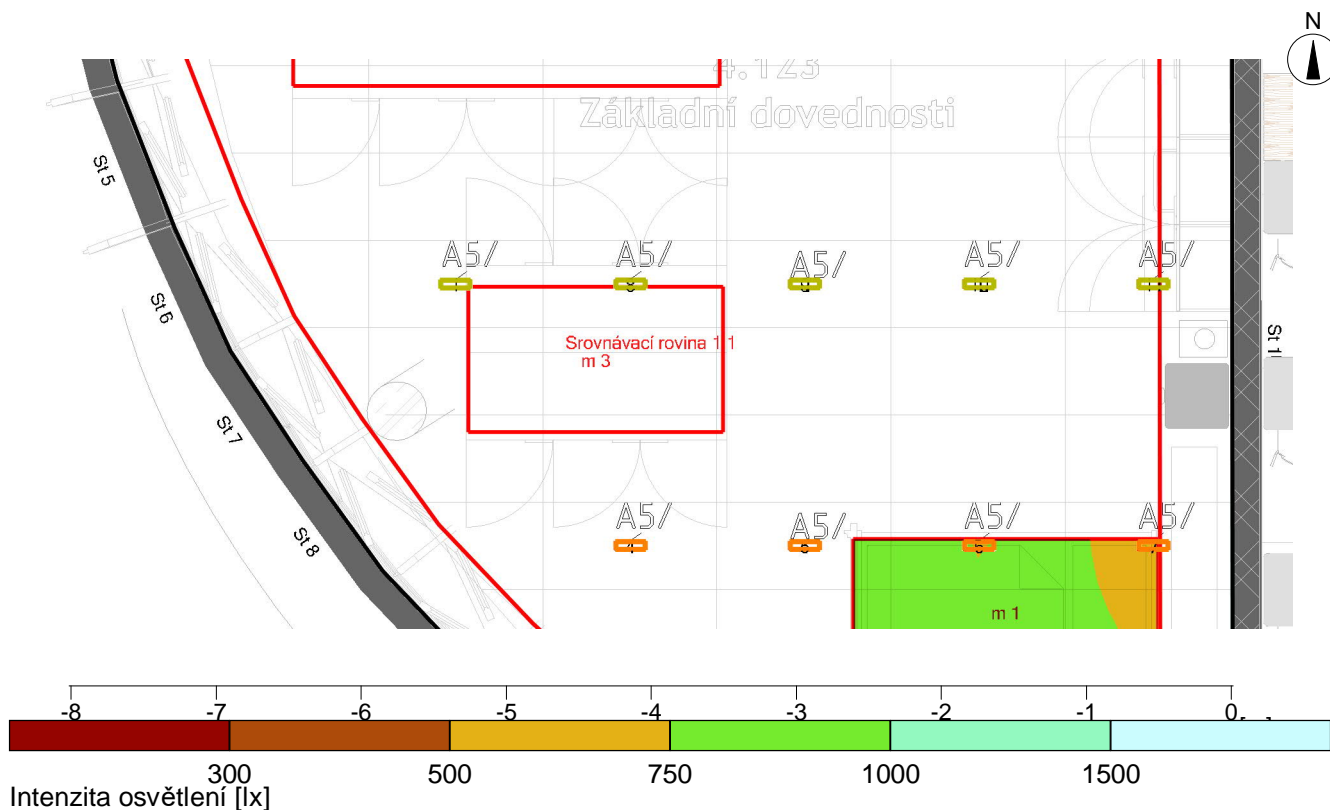 N
4.123
Základní dovednosti
St 5
A5/ A5/ A5/ A5/ A5/
St 6
Srovnávací rovina 1.1
m 3
St 1
St 7
A5/ A5/ A5/ A5/
St 8
m 1
-8 -7 -6 -5 -4 -3 -2 -1 0
300 500 750 1000 1500
Intenzita osvětlení [lx]